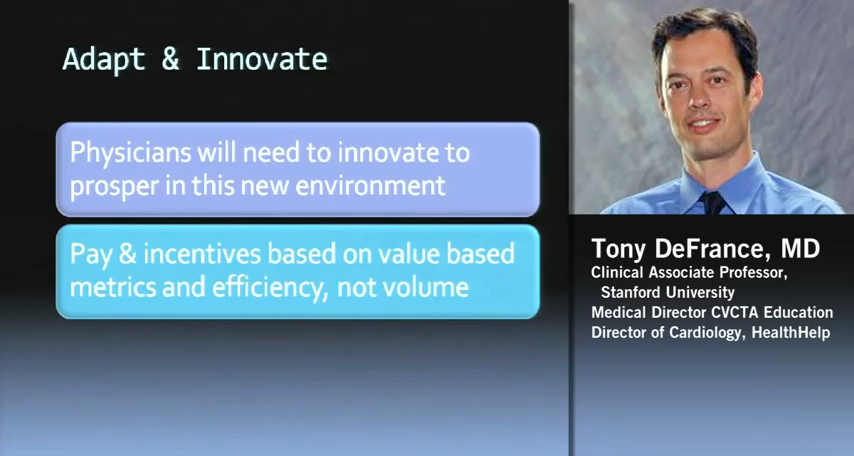 Adapt & Innovate
Physicians will need to innovate to
prosper in this new environment
Pay & incentives based on value based
metrics and efficiency, not volume
Tony DeFrance, MD
Clinical Associate Professor,
Stanford University
Medical Director CVCTA Education
Director of Cardiology, HealthHelp